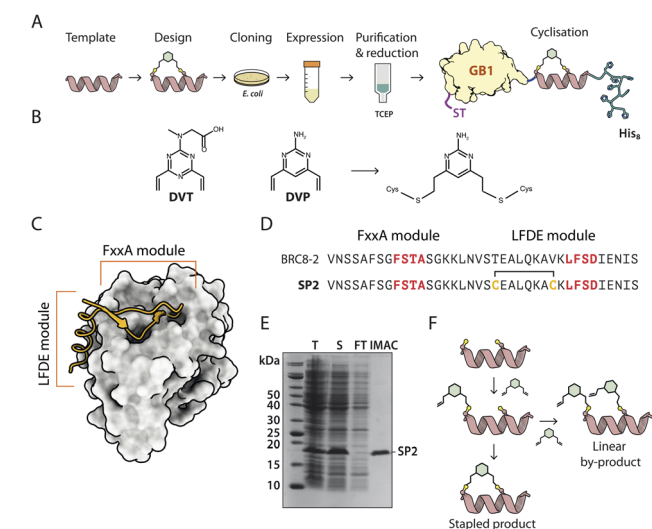 A
Template
Design
Cloning
Expression
Purification
& reduction
Cyclisation
E. coli
TCEP
GB1
ST
His₈
B
N
OH
O
N
N
DVT
NH₂
N
N
DVP
NH₂
N
N
Cys
S
S
Cys
C
FxxA module
LFDE module
D
FxxA module
LFDE module
BRC8-2
VNSSAFSGFSTASGKKLNVSTEALQKAVKLFSDIENIS
SP2
VNSSAFSGFSTASGKKLNVSCEALQKACKLFSDIENIS
E
T S FT IMAC
kDa
50
40
30
25
20
15
10
SP2
F
Linear
by-product
Stapled product